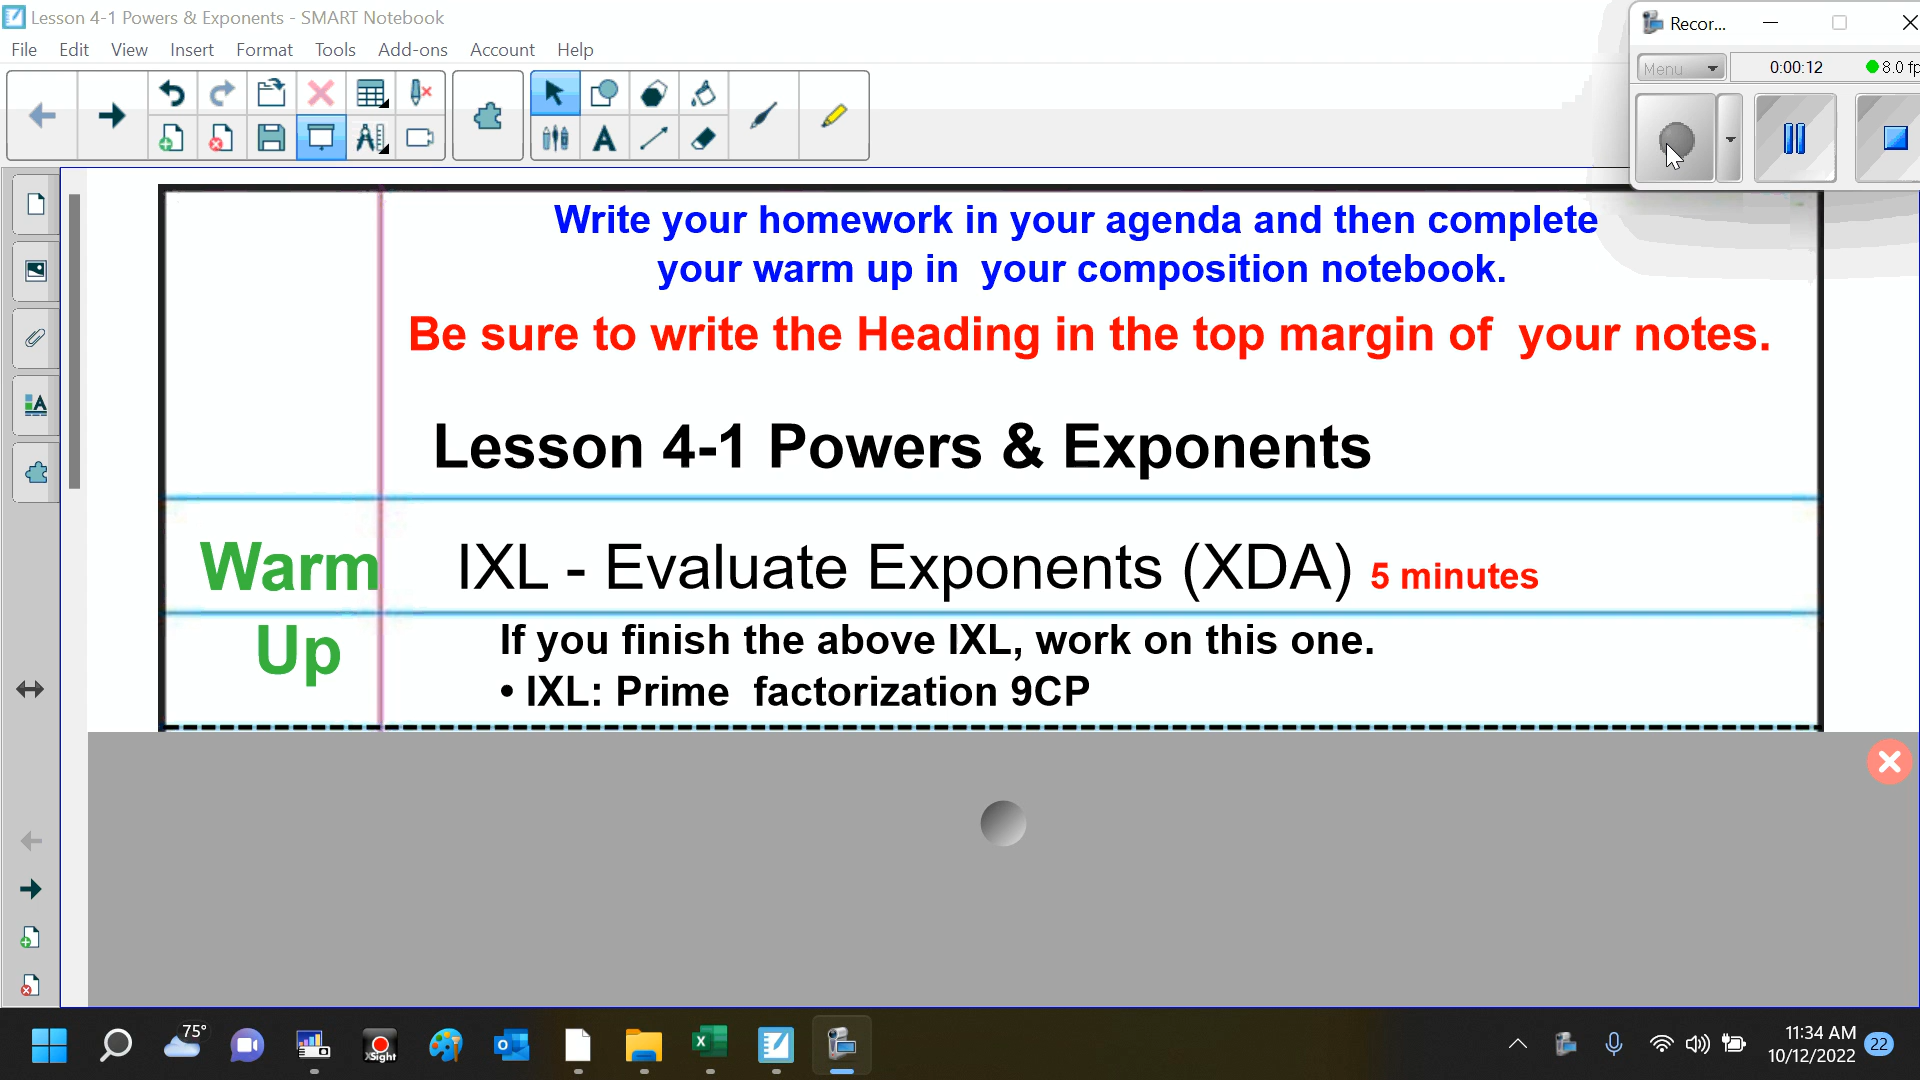 Lesson 4-1 Powers & Exponents - SMART Notebook
Recor...
File Edit View Insert Format Tools Add-ons Account Help
Menu 0:00:12 8.0 fp
Write your homework in your agenda and then complete
your warm up in your composition notebook.
Be sure to write the Heading in the top margin of your notes.
Lesson 4-1 Powers & Exponents
Warm IXL - Evaluate Exponents (XDA) 5 minutes
Up If you finish the above IXL, work on this one.
• IXL: Prime factorization 9CP
75°
XSight
11:34 AM
10/12/2022
22